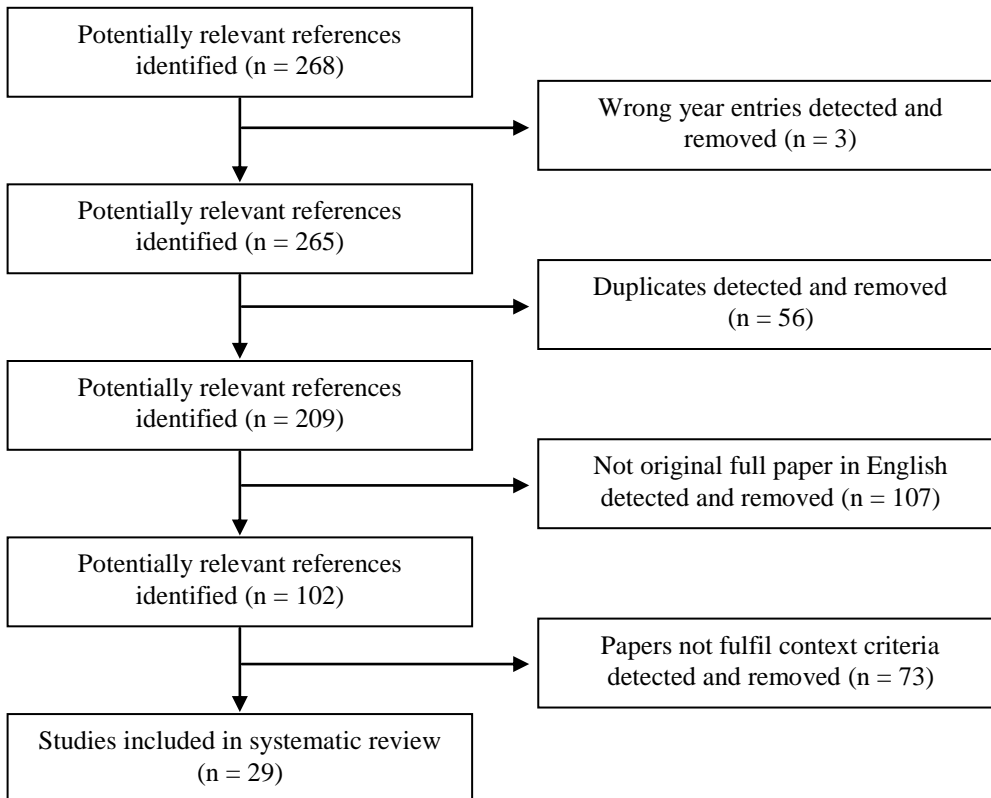 Potentially relevant references
identified (n = 268)
Wrong year entries detected and
removed (n = 3)
Potentially relevant references
identified (n = 265)
Duplicates detected and removed
(n = 56)
Potentially relevant references
identified (n = 209)
Not original full paper in English
detected and removed (n = 107)
Potentially relevant references
identified (n = 102)
Papers not fulfil context criteria
detected and removed (n = 73)
Studies included in systematic review
(n = 29)